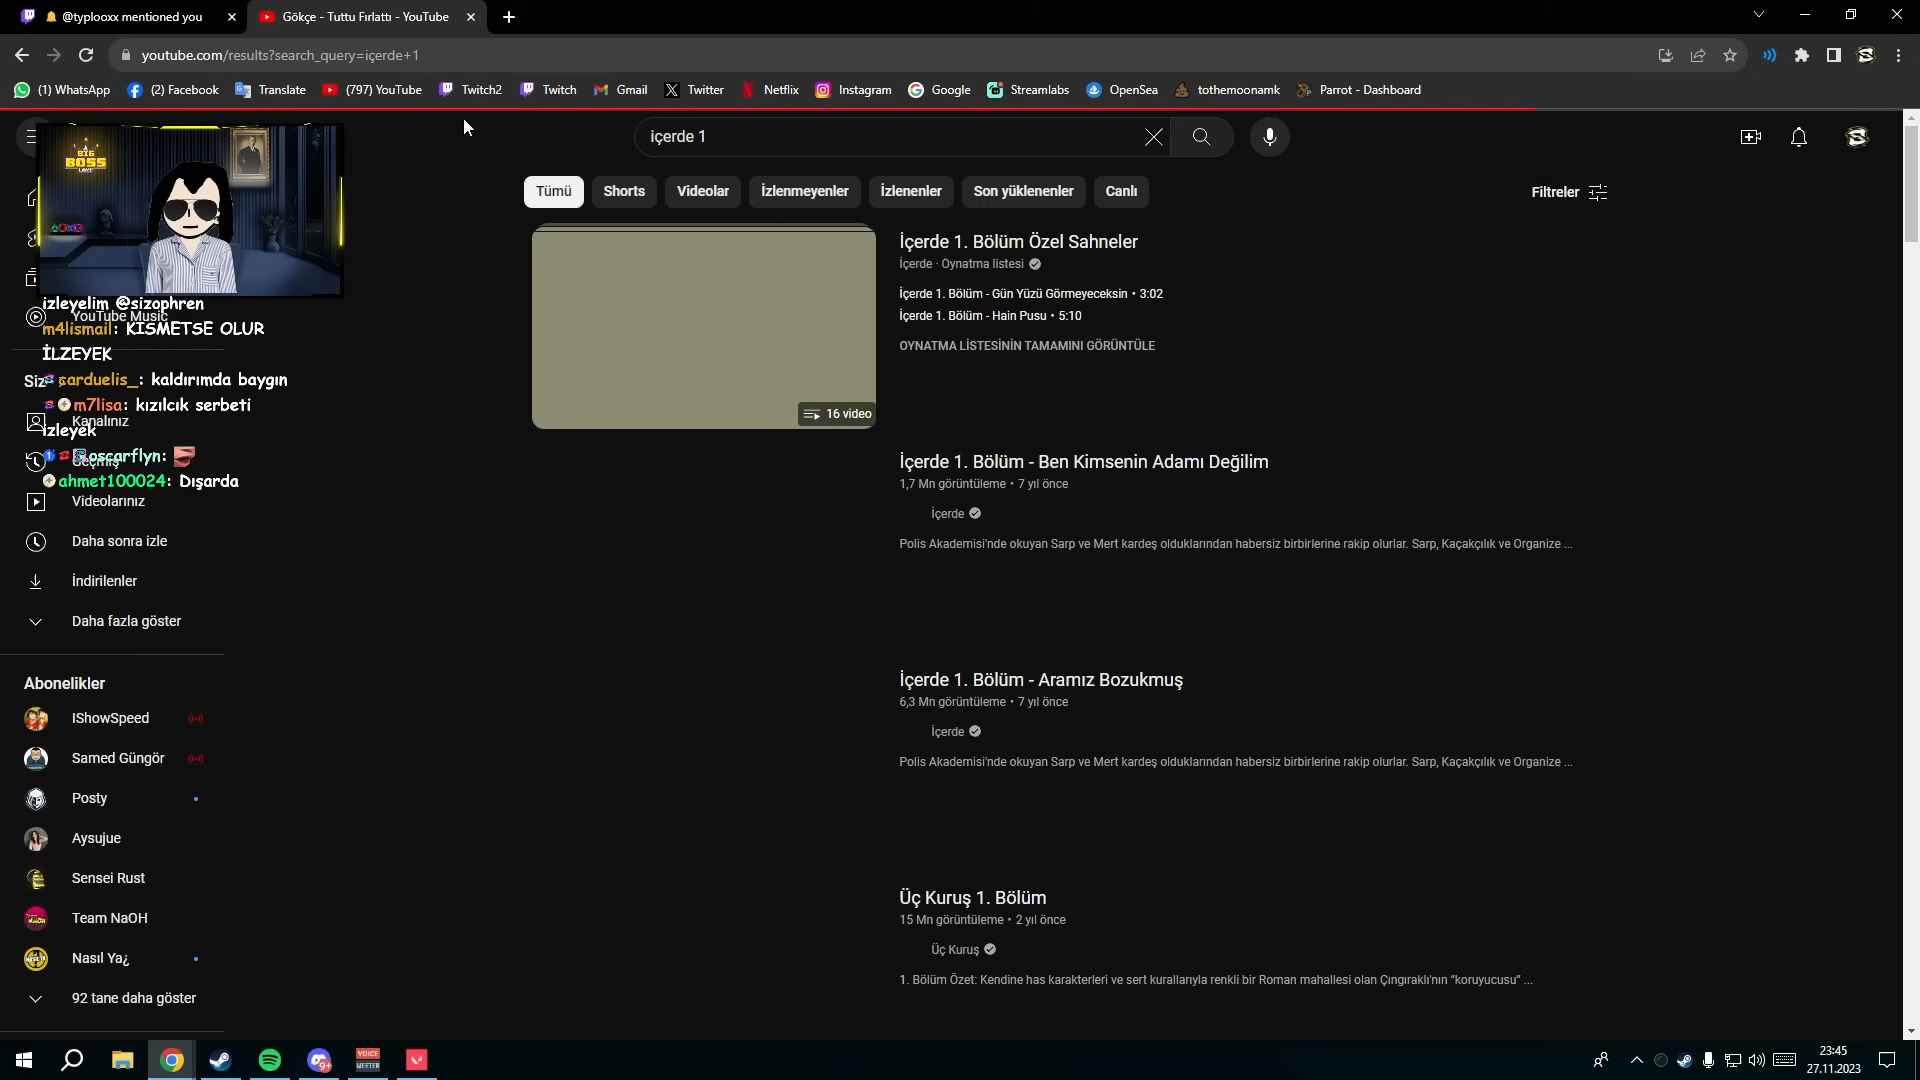 @typlooxx mentioned you
Gökçe - Tuttu Fırlattı - YouTube
youtube.com/results?search_query=içerde+1
(1) WhatsApp
(2) Facebook
Translate
(797) YouTube
Twitch2
Twitch
Gmail
Twitter
Netflix
Instagram
Google
Streamlabs
OpenSea
tothemoonamk
Parrot - Dashboard
içerde 1
BIG
BOSS
Tümü
Shorts
Videolar
İzlenmeyenler
İzlenenler
Son yüklenenler
Canlı
Filtreler
İçerde 1. Bölüm Özel Sahneler
İçerde · Oynatma listesi
İçerde 1. Bölüm - Gün Yüzü Görmeyeceksin • 3:02
İçerde 1. Bölüm - Hain Pusu • 5:10
OYNATMA LİSTESİNİN TAMAMINI GÖRÜNTÜLE
16 video
izleyelim @sizophren
YouTube Music
m4lismail: KISMETSE OLUR
İLZEYEK
Siz
carduelis_: kaldırımda baygın
m7lisa: kızılcık serbeti
Kanalınız
izleyek
oscarflyn:
Geçmiş
ahmet100024: Dışarda
Videolarınız
Daha sonra izle
İndirilenler
Daha fazla göster
Abonelikler
IShowSpeed
Samed Güngör
Posty
Aysujue
Sensei Rust
Team NaOH
Nasıl Ya¿
92 tane daha göster
İçerde 1. Bölüm - Ben Kimsenin Adamı Değilim
1,7 Mn görüntüleme • 7 yıl önce
İçerde
Polis Akademisi'nde okuyan Sarp ve Mert kardeş olduklarından habersiz birbirlerine rakip olurlar. Sarp, Kaçakçılık ve Organize ...
İçerde 1. Bölüm - Aramız Bozukmuş
6,3 Mn görüntüleme • 7 yıl önce
İçerde
Polis Akademisi'nde okuyan Sarp ve Mert kardeş olduklarından habersiz birbirlerine rakip olurlar. Sarp, Kaçakçılık ve Organize ...
Üç Kuruş 1. Bölüm
15 Mn görüntüleme • 2 yıl önce
Üç Kuruş
1. Bölüm Özet: Kendine has karakterleri ve sert kurallarıyla renkli bir Roman mahallesi olan Çıngıraklı'nın “koruyucusu” ...
9+
VOICE
MEETER
23:45
27.11.2023